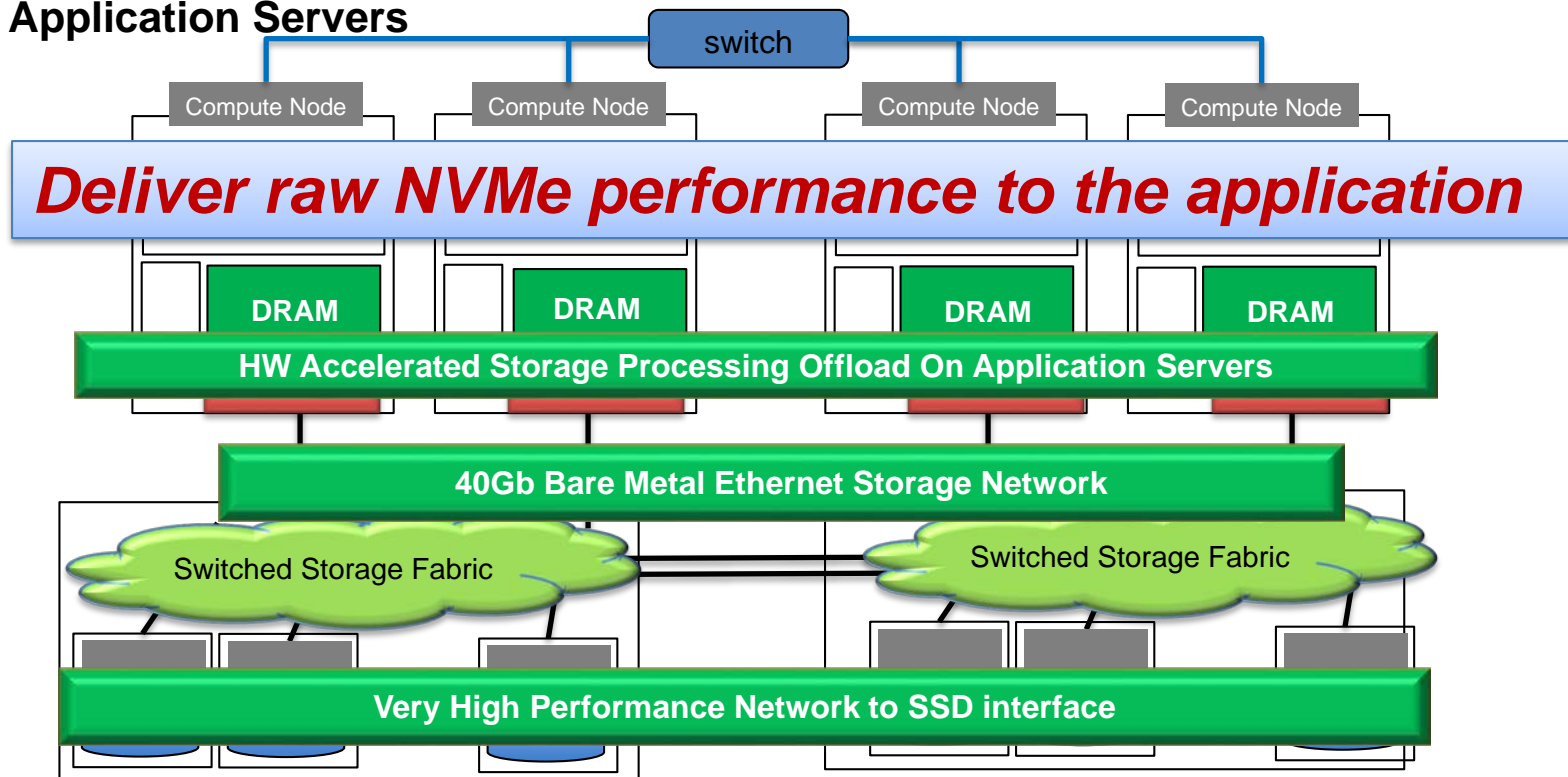 Application Servers
switch
Compute Node
Compute Node
Compute Node
Compute Node
Deliver raw NVMe performance to the application
DRAM
DRAM
DRAM
DRAM
HW Accelerated Storage Processing Offload On Application Servers
40Gb Bare Metal Ethernet Storage Network
Switched Storage Fabric
Switched Storage Fabric
Very High Performance Network to SSD interface